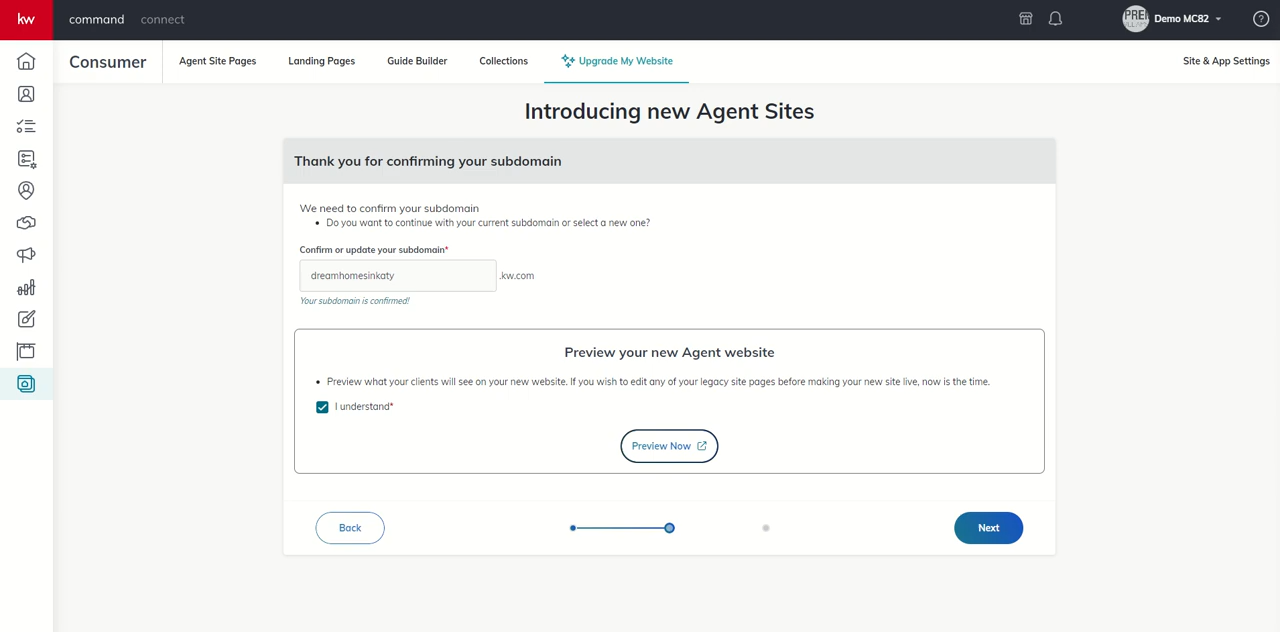 kw command connect Demo MC82
Consumer Agent Site Pages Landing Pages Guide Builder Collections Upgrade My Website Site & App Settings
Introducing new Agent Sites
Thank you for confirming your subdomain
We need to confirm your subdomain
• Do you want to continue with your current subdomain or select a new one?
Confirm or update your subdomain*
dreamhomesinkaty .kw.com
Your subdomain is confirmed!
Preview your new Agent website
• Preview what your clients will see on your new website. If you wish to edit any of your legacy site pages before making your new site live, now is the time.
I understand*
Preview Now
Back Next